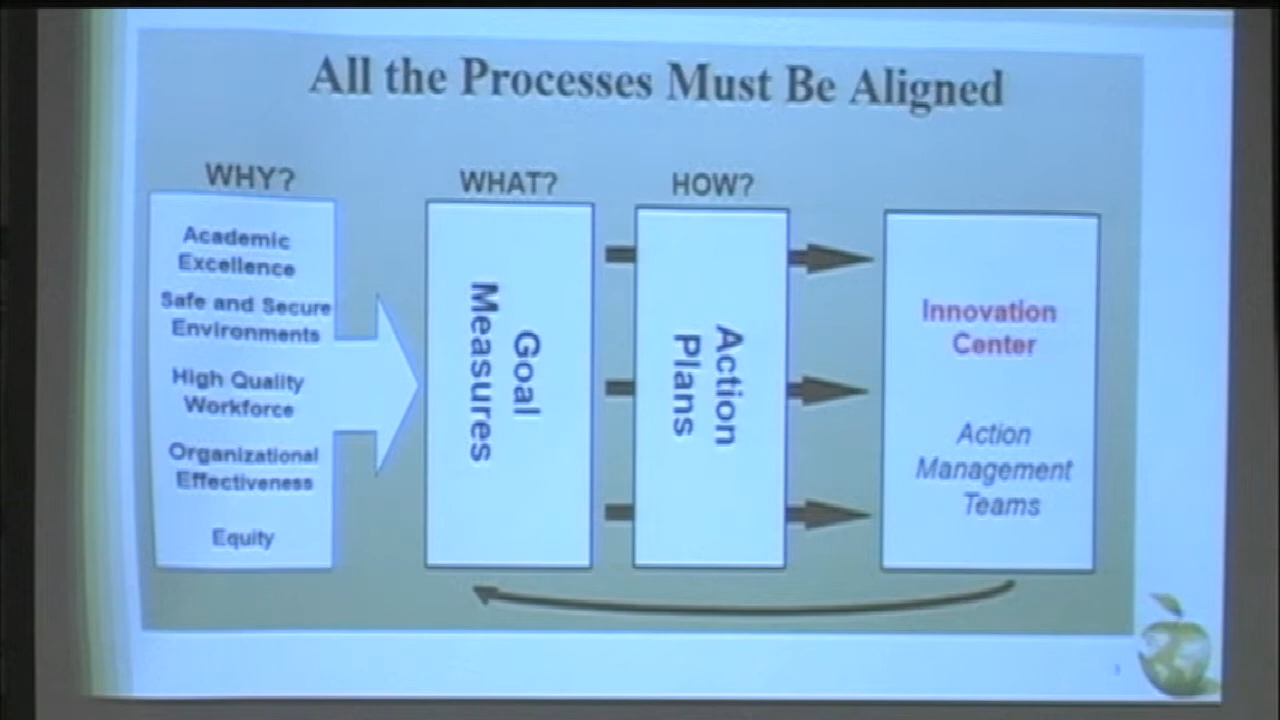 All the Processes Must Be Aligned
WHY?
Academic
Excellence
Safe and Secure
Environments
High Quality
Workforce
Organizational
Effectiveness
Equity
WHAT?
Goal
Measures
HOW?
Action
Plans
Innovation
Center
Action
Management
Teams